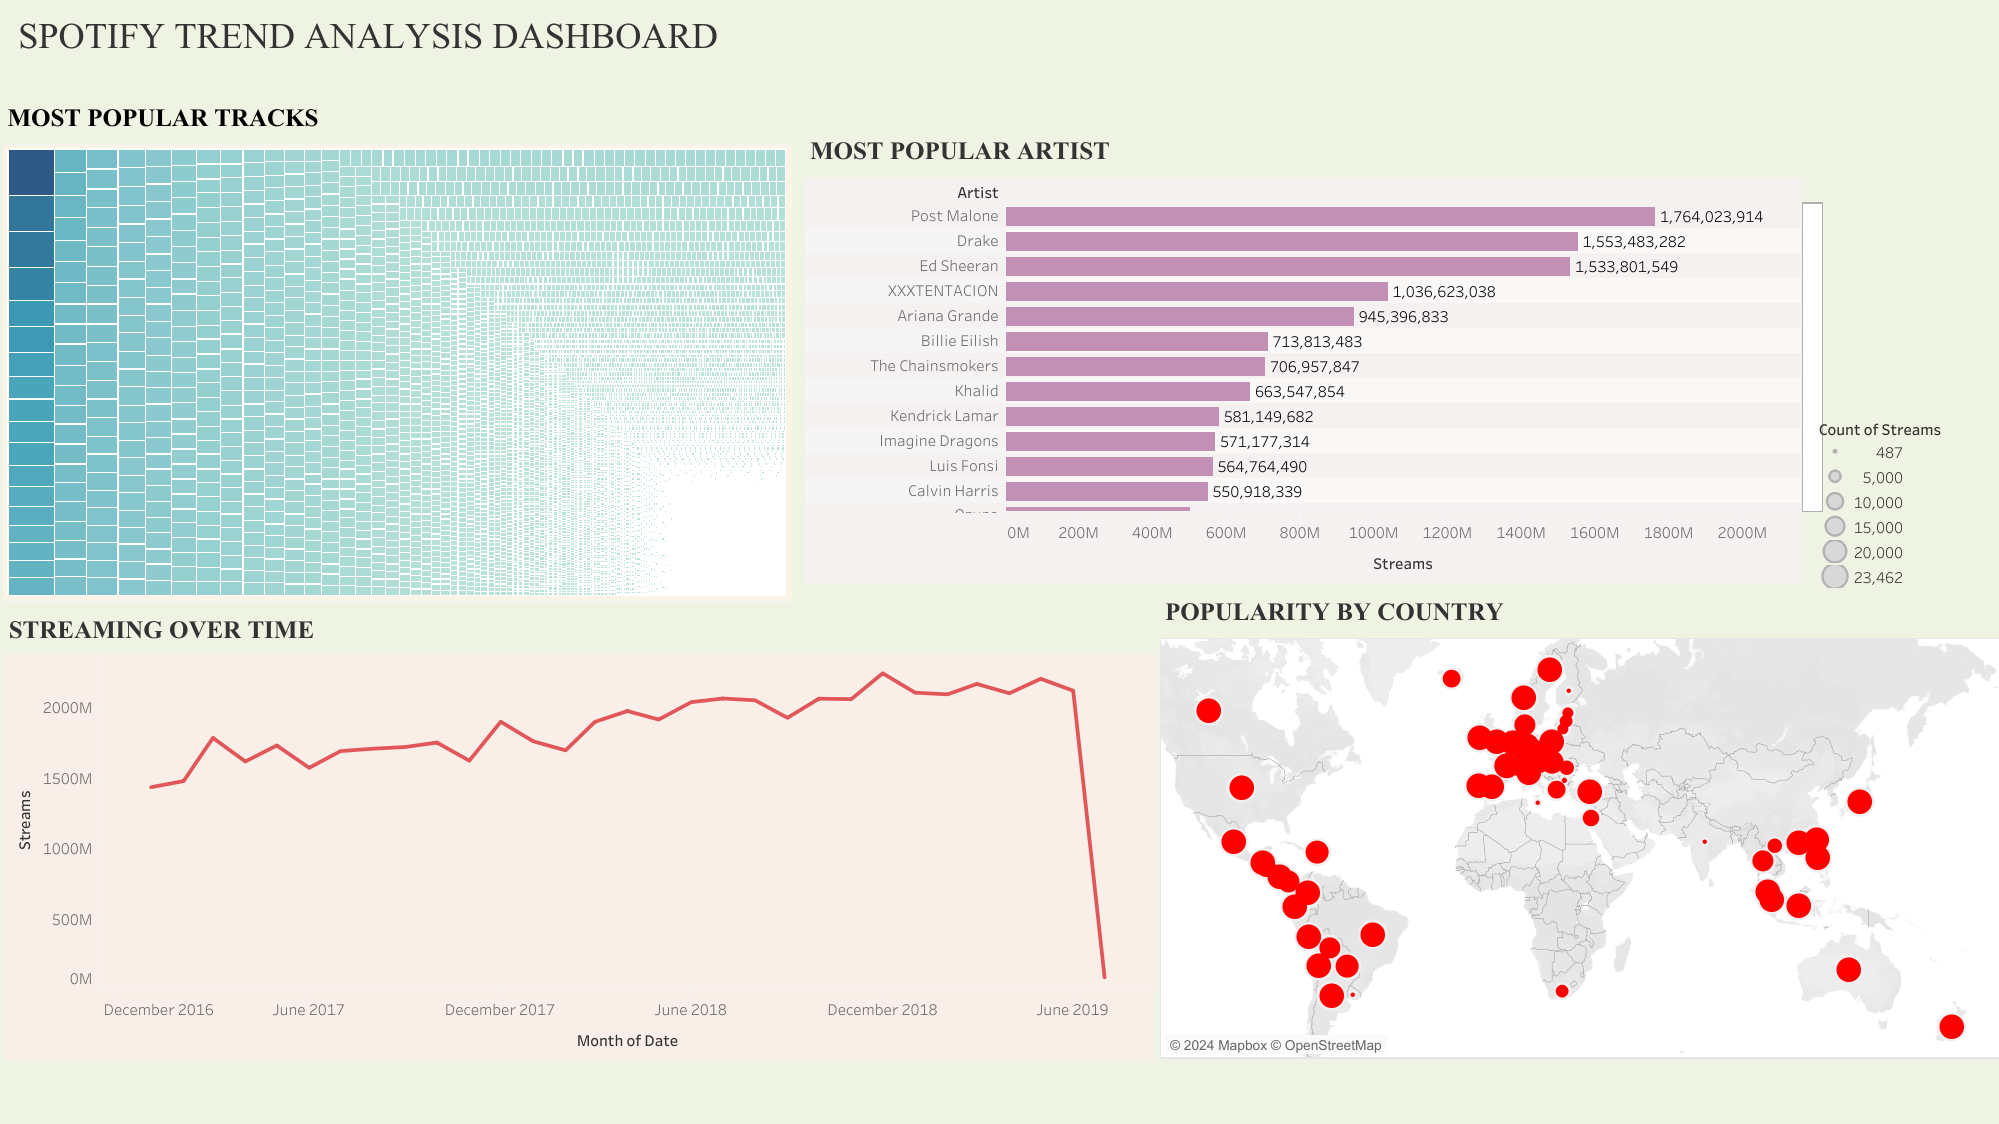 SPOTIFY TREND ANALYSIS DASHBOARD
MOST POPULAR TRACKS
MOST POPULAR ARTIST
Artist
Post Malone 1,764,023,914
Drake 1,553,483,282
Ed Sheeran 1,533,801,549
XXXTENTACION 1,036,623,038
Ariana Grande 945,396,833
Billie Eilish 713,813,483
The Chainsmokers 706,957,847
Khalid 663,547,854
Kendrick Lamar 581,149,682
Imagine Dragons 571,177,314
Luis Fonsi 564,764,490
Calvin Harris 550,918,339
0M 200M 400M 600M 800M 1000M 1200M 1400M 1600M 1800M 2000M
Streams
Count of Streams
487
5,000
10,000
15,000
20,000
23,462
STREAMING OVER TIME
2000M
1500M
1000M
500M
0M
Streams
December 2016 June 2017 December 2017 June 2018 December 2018 June 2019
Month of Date
POPULARITY BY COUNTRY
© 2024 Mapbox © OpenStreetMap